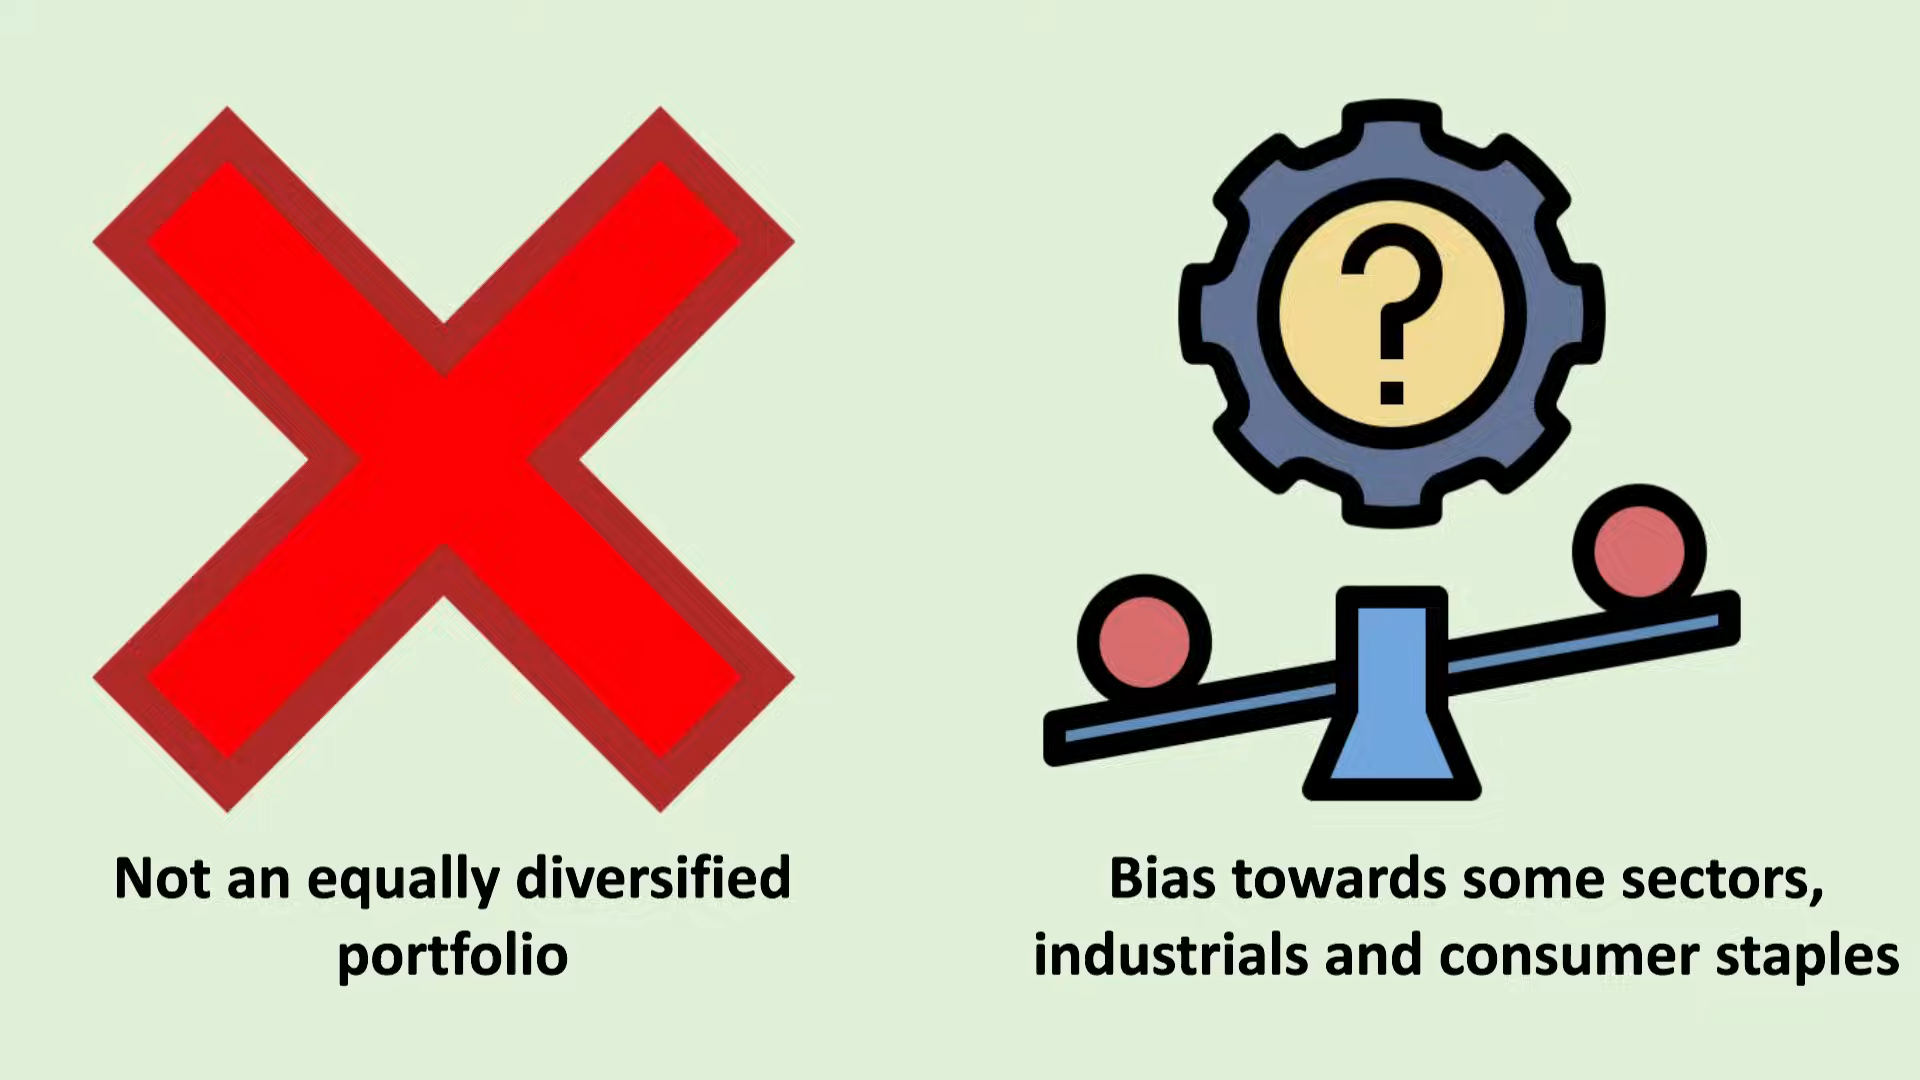 ?
Not an equally diversified
portfolio
Bias towards some sectors,
industrials and consumer staples